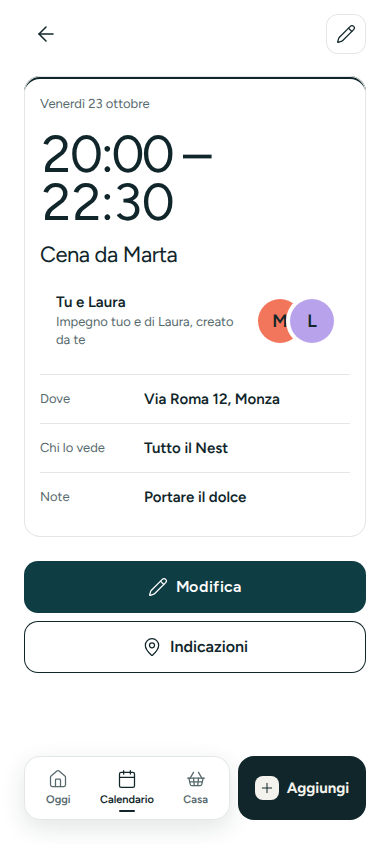 Venerdì 23 ottobre
20:00 –
22:30
Cena da Marta
Tu e Laura
Impegno tuo e di Laura, creato
da te
M L
Dove Via Roma 12, Monza
Chi lo vede Tutto il Nest
Note Portare il dolce
Modifica
Indicazioni
Oggi Calendario Casa Aggiungi